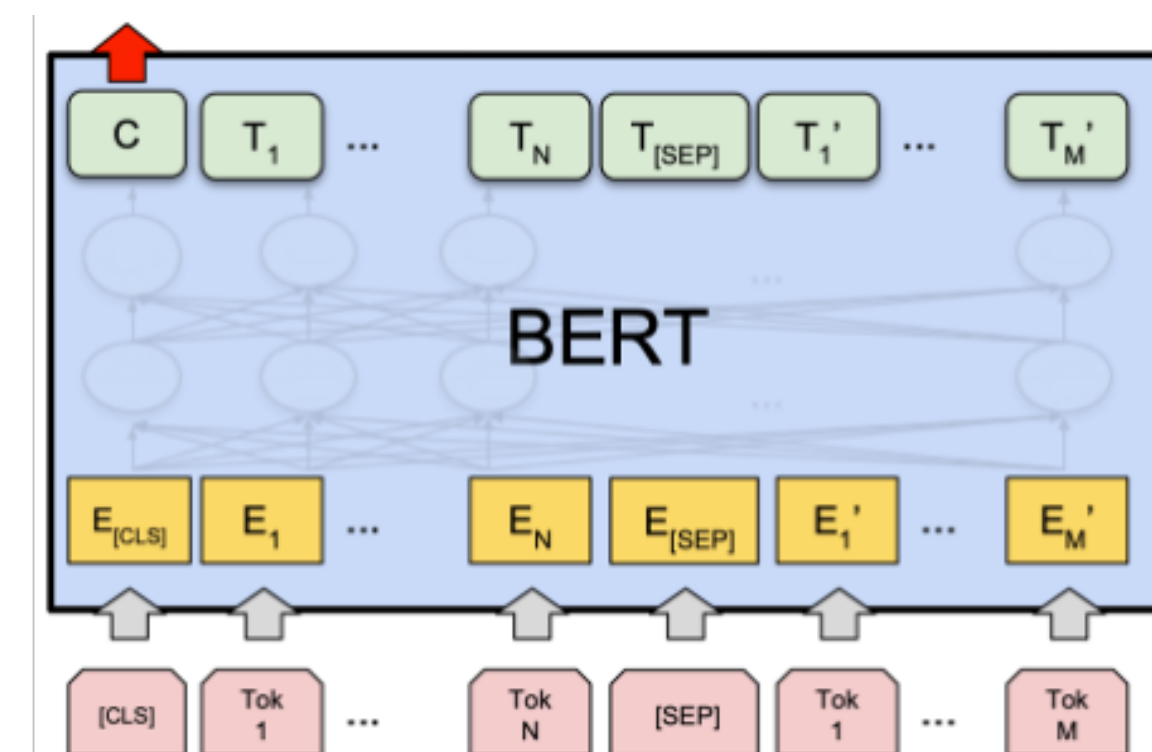 C T1 ... TN T[SEP] T1’ ... TM’
...
BERT
...
E[CLS] E1 ... EN E[SEP] E1’ ... EM’
[CLS] Tok 1 ... Tok N [SEP] Tok 1 ... Tok M